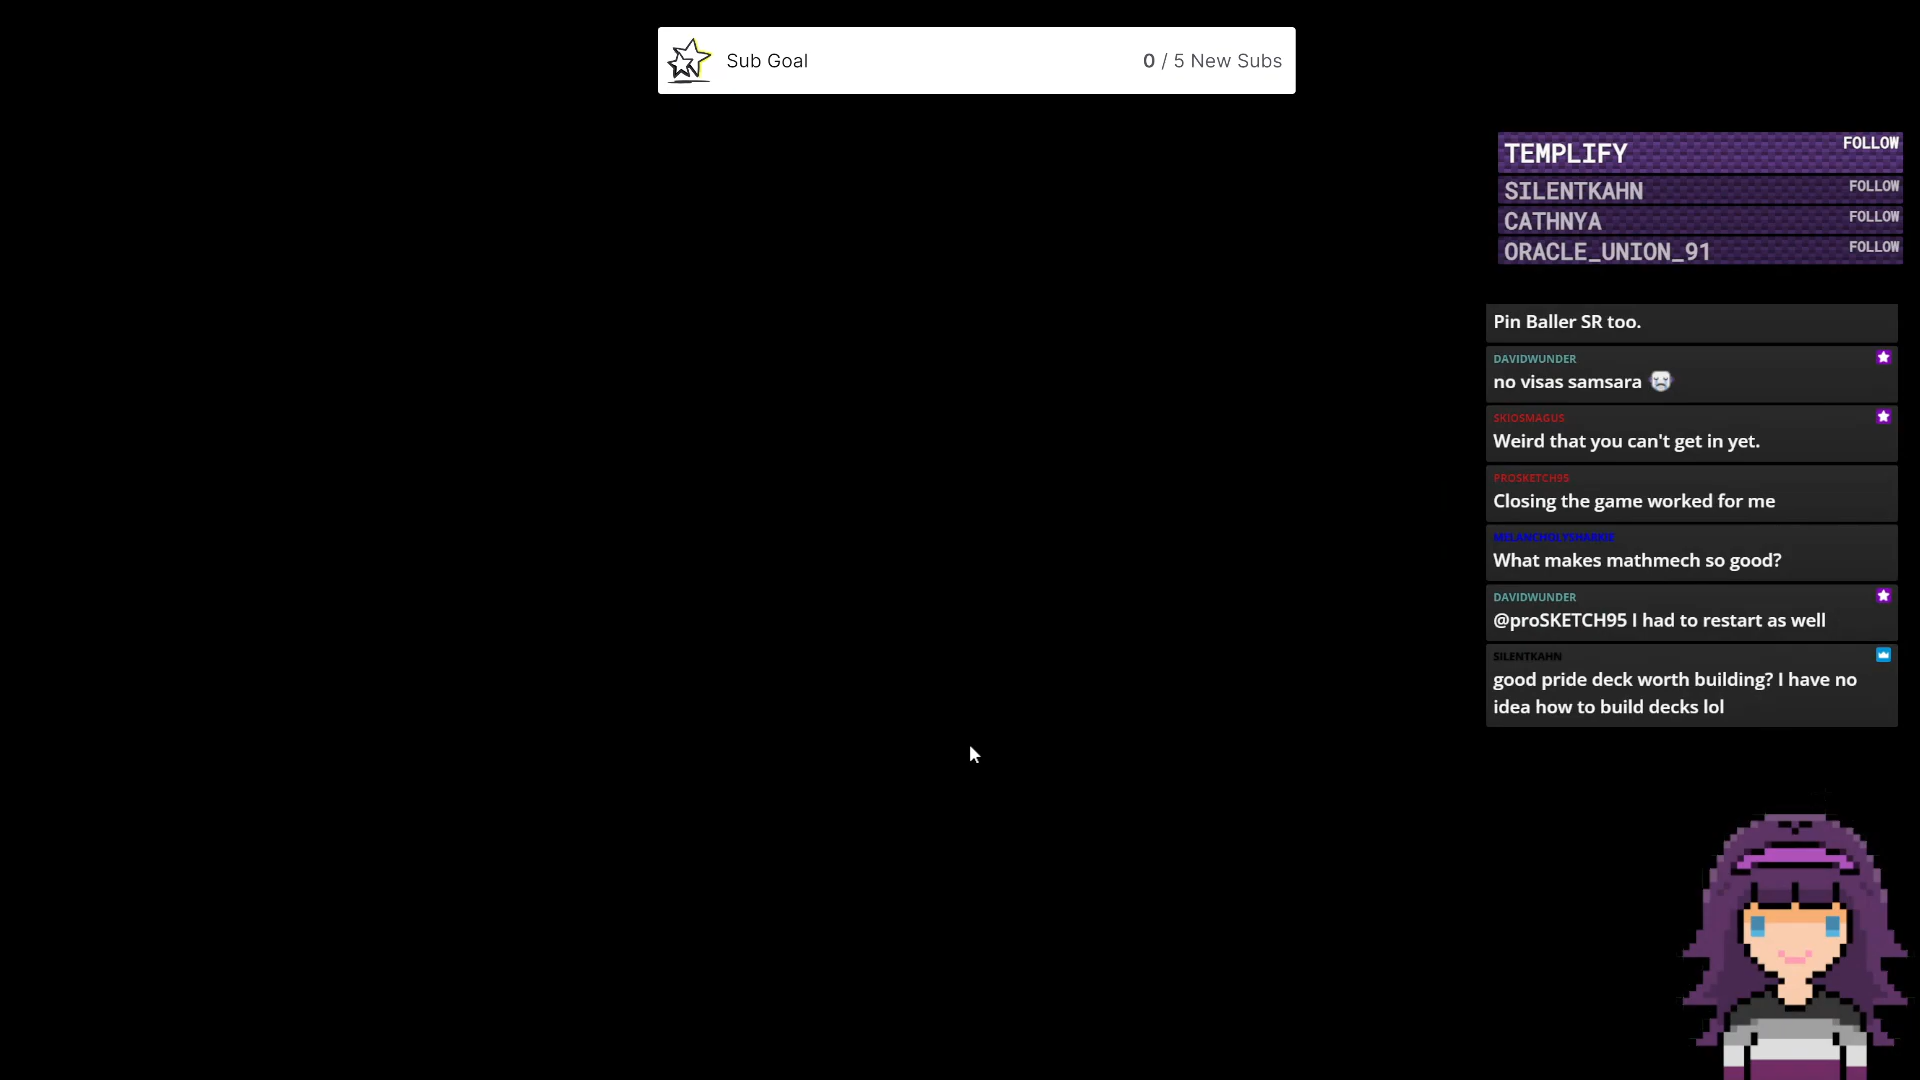 Sub Goal
0 / 5 New Subs
TEMPLIFY FOLLOW
SILENTKAHN FOLLOW
CATHNYA FOLLOW
ORACLE_UNION_91 FOLLOW
Pin Baller SR too.
DAVIDWUNDER
no visas samsara
SKIOSMAGUS
Weird that you can't get in yet.
PROSKETCH95
Closing the game worked for me
MELANCHOLYSHARKIE
What makes mathmech so good?
DAVIDWUNDER
@proSKETCH95 I had to restart as well
SILENTKAHN
good pride deck worth building? I have no
idea how to build decks lol